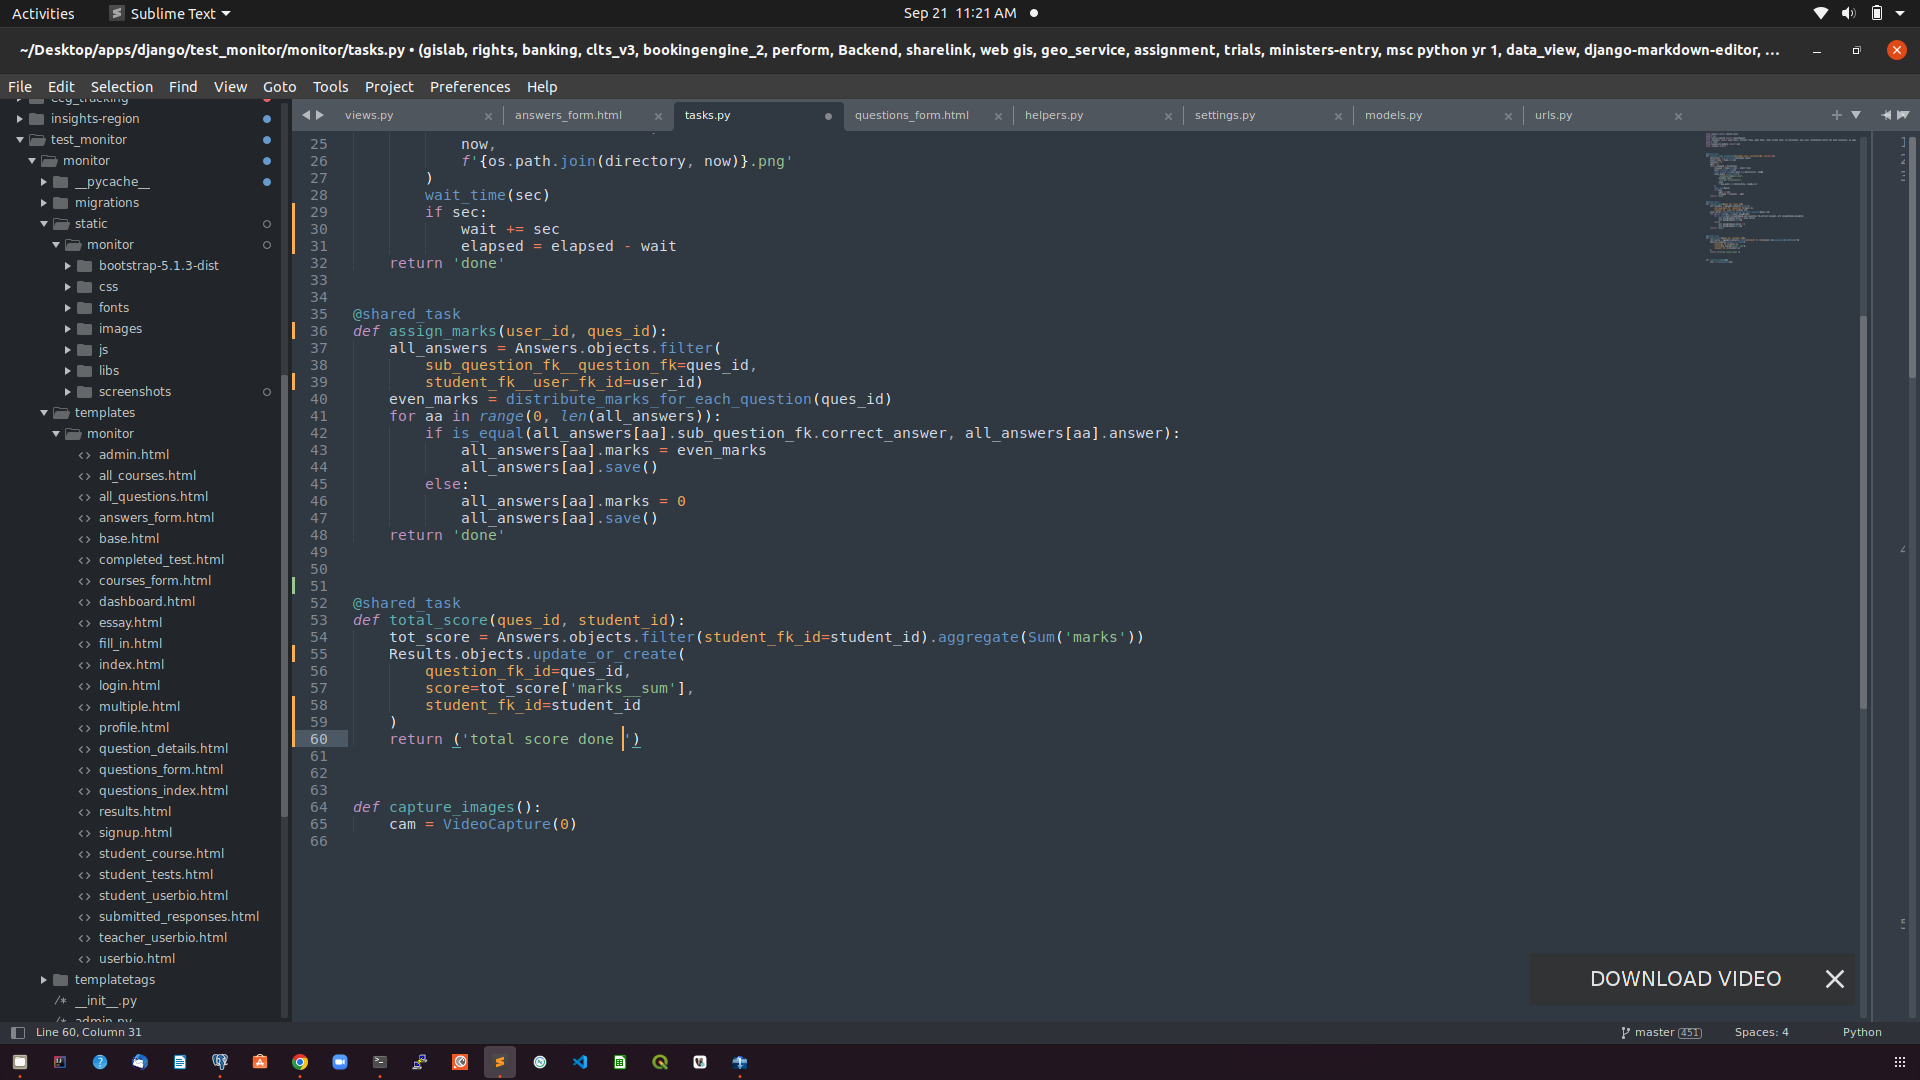 Activities
Sublime Text
Sep 21 11:21 AM
~/Desktop/apps/django/test_monitor/monitor/tasks.py • (gislab, rights, banking, clts_v3, bookingengine_2, perform, Backend, sharelink, web gis, geo_service, assignment, trials, ministers-entry, msc python yr 1, data_view, django-markdown-editor, ...
File Edit Selection Find View Goto Tools Project Preferences Help
insights-region
test_monitor
monitor
__pycache__
migrations
static
monitor
bootstrap-5.1.3-dist
css
fonts
images
js
libs
screenshots
templates
monitor
admin.html
all_courses.html
all_questions.html
answers_form.html
base.html
completed_test.html
courses_form.html
dashboard.html
essay.html
fill_in.html
index.html
login.html
multiple.html
profile.html
question_details.html
questions_form.html
questions_index.html
results.html
signup.html
student_course.html
student_tests.html
student_userbio.html
submitted_responses.html
teacher_userbio.html
userbio.html
templatetags
/* __init__.py
/* admin.py
views.py
answers_form.html
tasks.py
questions_form.html
helpers.py
settings.py
models.py
urls.py
25 now,
26 f'{os.path.join(directory, now)}.png'
27 )
28 wait_time(sec)
29 if sec:
30 wait += sec
31 elapsed = elapsed - wait
32 return 'done'
33
34
35 @shared_task
36 def assign_marks(user_id, ques_id):
37 all_answers = Answers.objects.filter(
38 sub_question_fk__question_fk=ques_id,
39 student_fk__user_fk_id=user_id)
40 even_marks = distribute_marks_for_each_question(ques_id)
41 for aa in range(0, len(all_answers)):
42 if is_equal(all_answers[aa].sub_question_fk.correct_answer, all_answers[aa].answer):
43 all_answers[aa].marks = even_marks
44 all_answers[aa].save()
45 else:
46 all_answers[aa].marks = 0
47 all_answers[aa].save()
48 return 'done'
49
50
51
52 @shared_task
53 def total_score(ques_id, student_id):
54 tot_score = Answers.objects.filter(student_fk_id=student_id).aggregate(Sum('marks'))
55 Results.objects.update_or_create(
56 question_fk_id=ques_id,
57 score=tot_score['marks__sum'],
58 student_fk_id=student_id
59 )
60 return ('total score done ')
61
62
63
64 def capture_images():
65 cam = VideoCapture(0)
66
DOWNLOAD VIDEO
Line 60, Column 31
master 451
Spaces: 4
Python